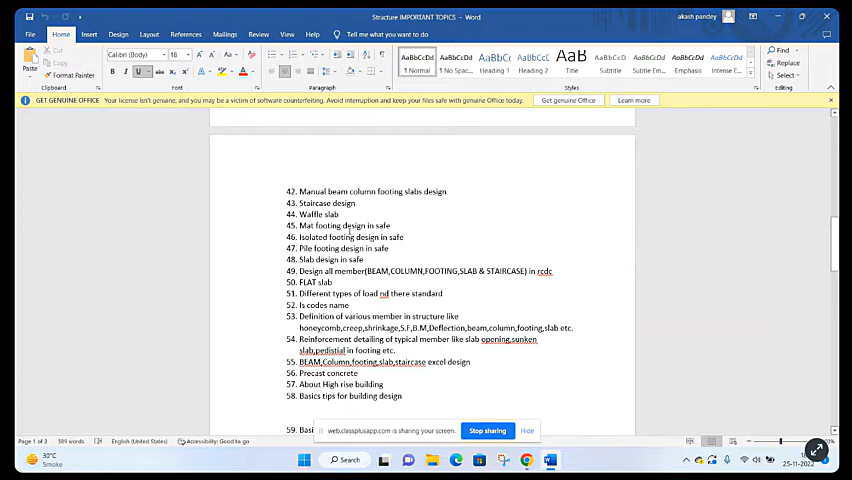 Structure IMPORTANT TOPICS - Word
akash pandey
File Home Insert Design Layout References Mailings Review View Help Tell me what you want to do
Share
Paste
Cut
Copy
Format Painter
Clipboard
Calibri (Body) 18
Font
Paragraph
AaBbCcDd AaBbCcDd AaBbCc AaBbCcD AaB AaBbCcD AaBbCcDd AaBbCcDd AaBbCcDd
¶ Normal ¶ No Spac... Heading 1 Heading 2 Title Subtitle Subtle Em... Emphasis Intense E...
Styles
Find
Replace
Select
Editing
GET GENUINE OFFICE Your license isn't genuine, and you may be a victim of software counterfeiting. Avoid interruption and keep your files safe with genuine Office today. Get genuine Office Learn more
42. Manual beam column footing slabs design
43. Staircase design
44. Waffle slab
45. Mat footing design in safe
46. Isolated footing design in safe
47. Pile footing design in safe
48. Slab design in safe
49. Design all member(BEAM,COLUMN,FOOTING,SLAB & STAIRCASE) in rcdc
50. FLAT slab
51. Different types of load nd there standard
52. Is codes name
53. Definition of various member in structure like
honeycomb,creep,shrinkage,S.F,B.M,Deflection,beam,column,footing,slab etc.
54. Reinforcement detailing of typical member like slab opening,sunken
slab,pedistial in footing etc.
55. BEAM,Column,footing,slab,staircase excel design
56. Precast concrete
57. About High rise building
58. Basics tips for building design
59. Basi
web.classplusapp.com is sharing your screen. Stop sharing Hide
Page 1 of 3 589 words English (United States) Accessibility: Good to go
30°C
Smoke
Search
25-11-2022